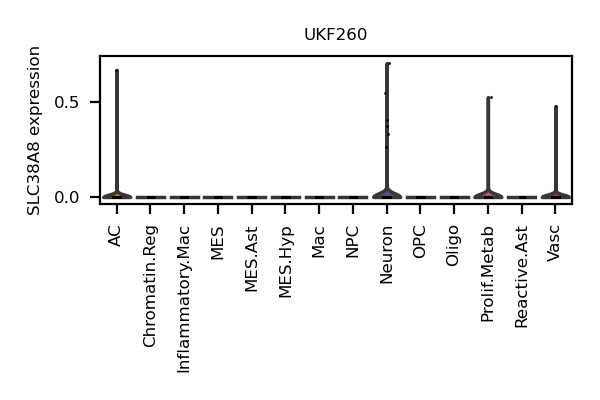 UKF260
SLC38A8 expression
0.5
0.0
AC
Chromatin.Reg
Inflammatory.Mac
MES
MES.Ast
MES.Hyp
Mac
NPC
Neuron
OPC
Oligo
Prolif.Metab
Reactive.Ast
Vasc